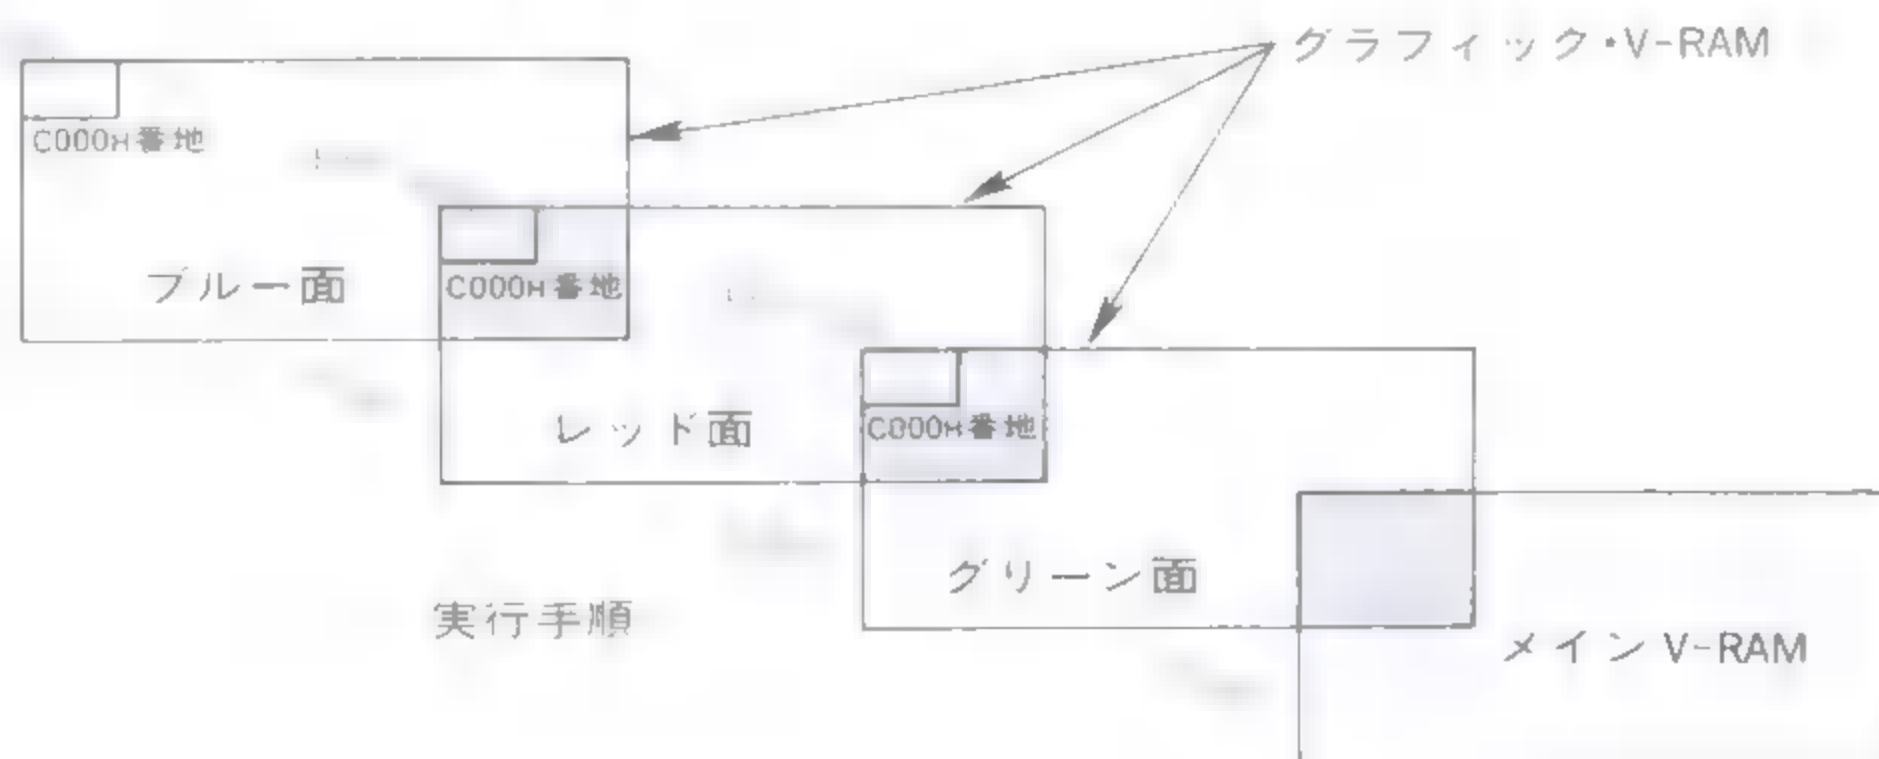 グラフィック・V-RAM
C000H番地
ブルー面
C000H番地
レッド面
C000H番地
グリーン面
実行手順
メインV-RAM